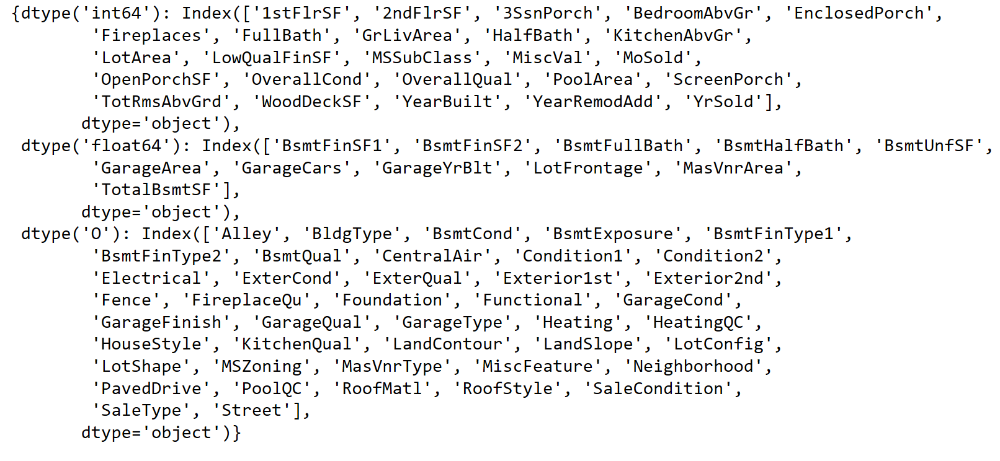 {dtype('int64'): Index(['1stFlrSF', '2ndFlrSF', '3SsnPorch', 'BedroomAbvGr', 'EnclosedPorch',
'Fireplaces', 'FullBath', 'GrLivArea', 'HalfBath', 'KitchenAbvGr',
'LotArea', 'LowQualFinSF', 'MSSubClass', 'MiscVal', 'MoSold',
'OpenPorchSF', 'OverallCond', 'OverallQual', 'PoolArea', 'ScreenPorch',
'TotRmsAbvGrd', 'WoodDeckSF', 'YearBuilt', 'YearRemodAdd', 'YrSold'],
dtype='object'),
dtype('float64'): Index(['BsmtFinSF1', 'BsmtFinSF2', 'BsmtFullBath', 'BsmtHalfBath', 'BsmtUnfSF',
'GarageArea', 'GarageCars', 'GarageYrBlt', 'LotFrontage', 'MasVnrArea',
'TotalBsmtSF'],
dtype='object'),
dtype('O'): Index(['Alley', 'BldgType', 'BsmtCond', 'BsmtExposure', 'BsmtFinType1',
'BsmtFinType2', 'BsmtQual', 'CentralAir', 'Condition1', 'Condition2',
'Electrical', 'ExterCond', 'ExterQual', 'Exterior1st', 'Exterior2nd',
'Fence', 'FireplaceQu', 'Foundation', 'Functional', 'GarageCond',
'GarageFinish', 'GarageQual', 'GarageType', 'Heating', 'HeatingQC',
'HouseStyle', 'KitchenQual', 'LandContour', 'LandSlope', 'LotConfig',
'LotShape', 'MSZoning', 'MasVnrType', 'MiscFeature', 'Neighborhood',
'PavedDrive', 'PoolQC', 'RoofMatl', 'RoofStyle', 'SaleCondition',
'SaleType', 'Street'],
dtype='object')}